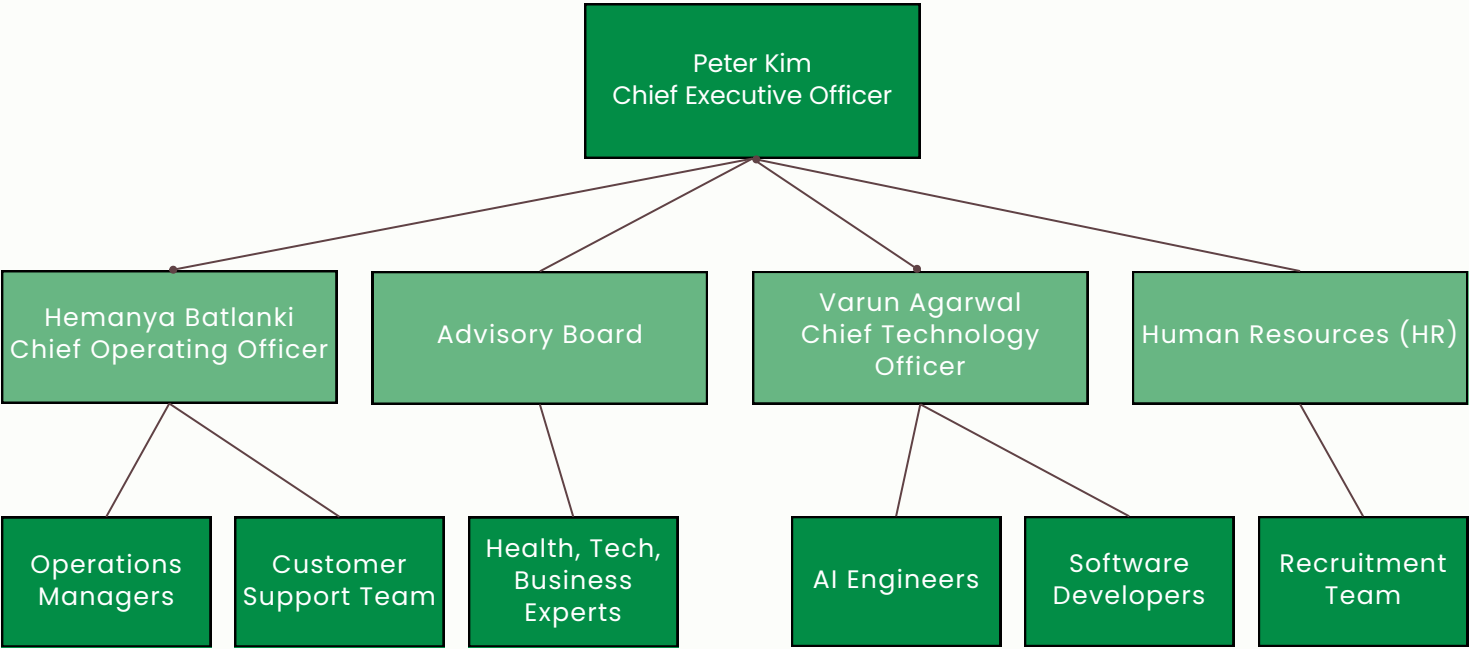 Peter Kim
Chief Executive Officer
Hemanya Batlanki
Chief Operating Officer
Advisory Board
Varun Agarwal
Chief Technology
Officer
Human Resources (HR)
Operations
Managers
Customer
Support Team
Health, Tech,
Business
Experts
AI Engineers
Software
Developers
Recruitment
Team